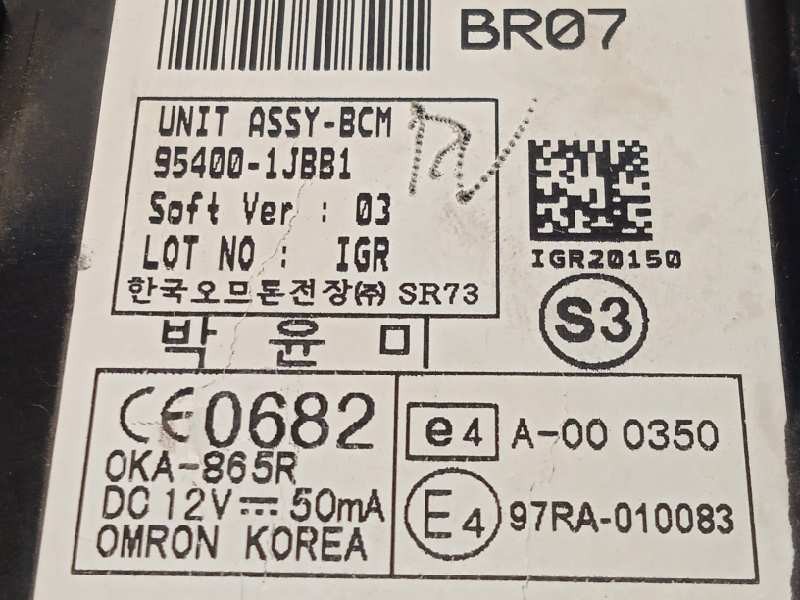 BR07
UNIT ASSY-BCM
95400-1JBB1
Soft Ver : 03
LOT NO : IGR
한국오므론전장(주) SR73
IGR20150
S3
박 윤 미
CE0682
OKA-865R
DC 12V ⎓ 50mA
OMRON KOREA
e4 A-00 0350
E4 97RA-010083